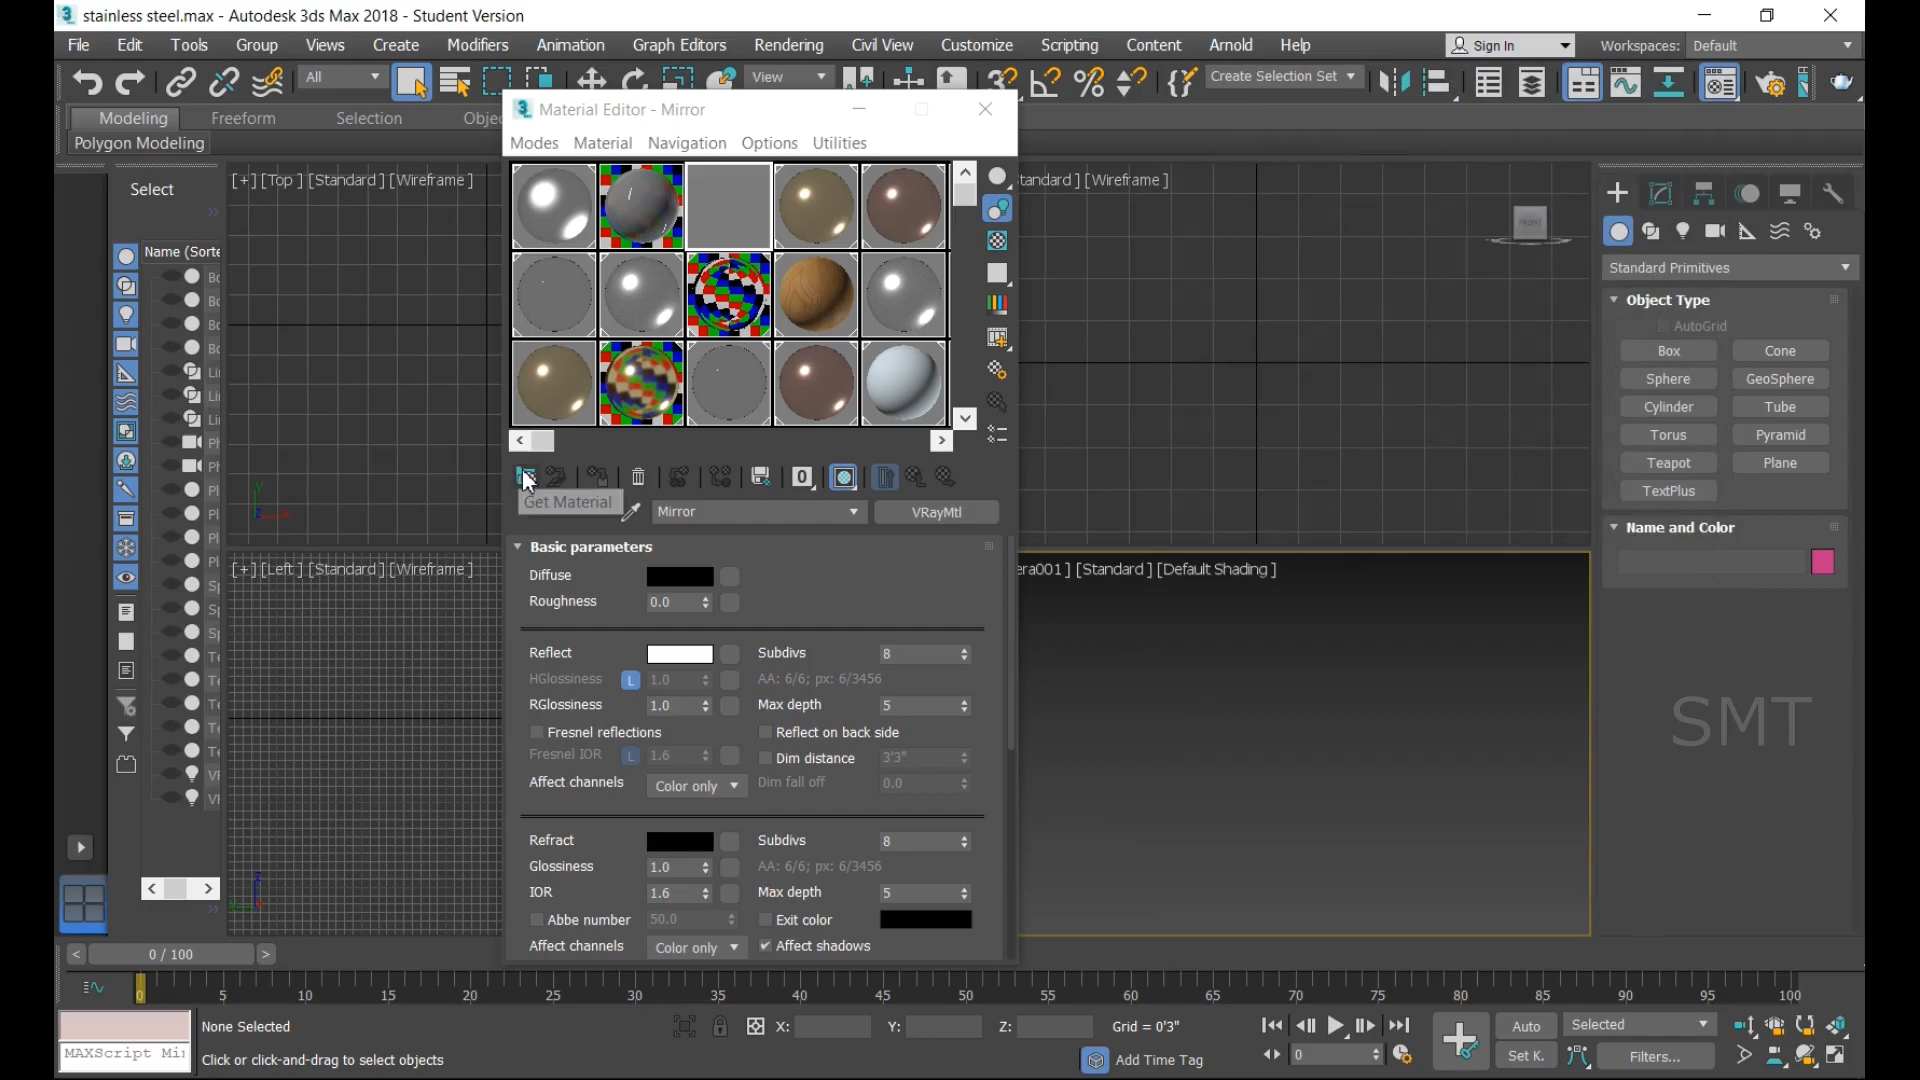 stainless steel.max - Autodesk 3ds Max 2018 - Student Version
File Edit Tools Group Views Create Modifiers Animation Graph Editors Rendering Civil View Customize Scripting Content Arnold Help Sign In Workspaces: Default
All View Create Selection Set
Modeling Freeform Selection Objec
Polygon Modeling
Material Editor - Mirror
Modes Material Navigation Options Utilities
Select
[+] [Top] [Standard] [Wireframe]
tandard] [Wireframe]
FRONT
Name (Sorte
Standard Primitives
Object Type
AutoGrid
Box Cone
Sphere GeoSphere
Cylinder Tube
Torus Pyramid
Teapot Plane
TextPlus
Name and Color
Get Material
Mirror VRayMtl
Basic parameters
Diffuse
Roughness 0.0
Reflect Subdivs 8
HGlossiness L 1.0 AA: 6/6; px: 6/3456
RGlossiness 1.0 Max depth 5
Fresnel reflections Reflect on back side
Fresnel IOR L 1.6 Dim distance 3'3"
Affect channels Color only Dim fall off 0.0
Refract Subdivs 8
Glossiness 1.0 AA: 6/6; px: 6/3456
IOR 1.6 Max depth 5
Abbe number 50.0 Exit color
Affect channels Color only Affect shadows
[+] [Left] [Standard] [Wireframe]
era001] [Standard] [Default Shading]
SMT
0 / 100
0 5 10 15 20 25 30 35 40 45 50 55 60 65 70 75 80 85 90 95 100
None Selected X: Y: Z: Grid = 0'3" Auto Selected
MAXScript Mi
Click or click-and-drag to select objects Add Time Tag 0 Set K. Filters...